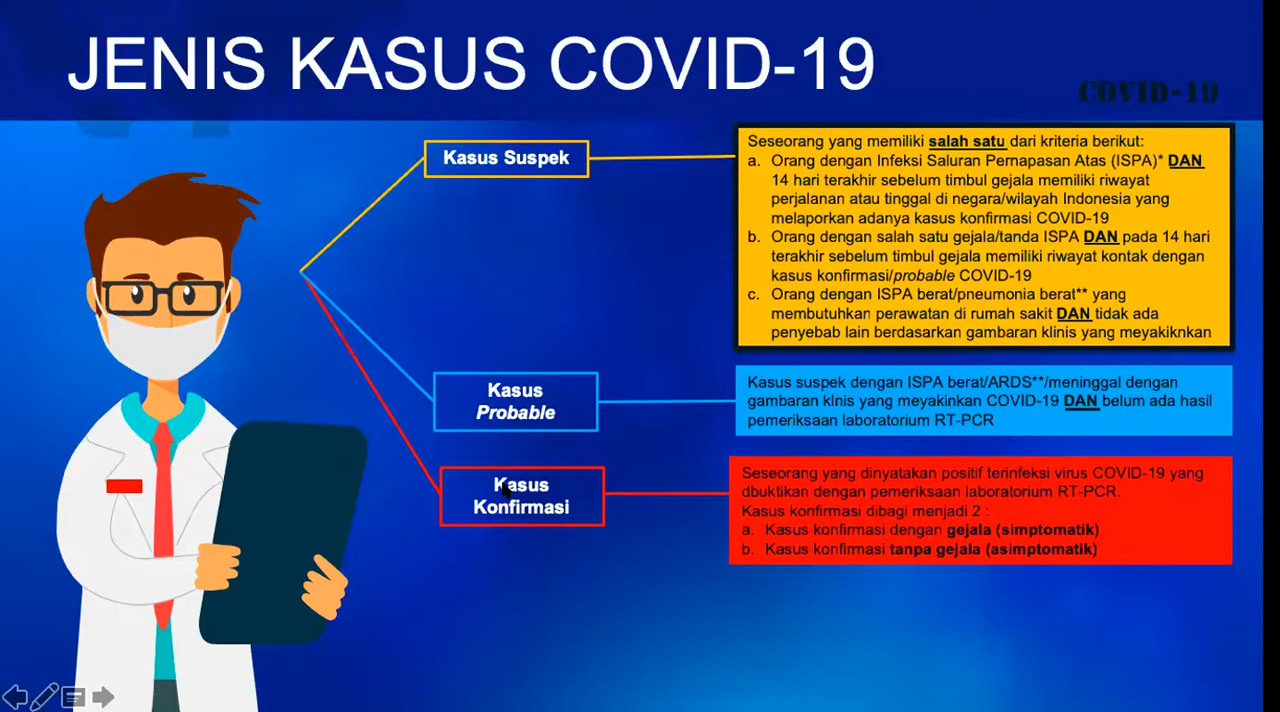 JENIS KASUS COVID-19
COVID-19
Kasus Suspek
Seseorang yang memiliki salah satu dari kriteria berikut:
a. Orang dengan Infeksi Saluran Pernapasan Atas (ISPA)* DAN
14 hari terakhir sebelum timbul gejala memiliki riwayat
perjalanan atau tinggal di negara/wilayah Indonesia yang
melaporkan adanya kasus konfirmasi COVID-19
b. Orang dengan salah satu gejala/tanda ISPA DAN pada 14 hari
terakhir sebelum timbul gejala memiliki riwayat kontak dengan
kasus konfirmasi/probable COVID-19
c. Orang dengan ISPA berat/pneumonia berat** yang
membutuhkan perawatan di rumah sakit DAN tidak ada
penyebab lain berdasarkan gambaran klinis yang meyakiknkan
Kasus
Probable
Kasus suspek dengan ISPA berat/ARDS**/meninggal dengan
gambaran klnis yang meyakinkan COVID-19 DAN belum ada hasil
pemeriksaan laboratorium RT-PCR
Kasus
Konfirmasi
Seseorang yang dinyatakan positif terinfeksi virus COVID-19 yang
dbuktikan dengan pemeriksaan laboratorium RT-PCR.
Kasus konfirmasi dibagi menjadi 2 :
a. Kasus konfirmasi dengan gejala (simptomatik)
b. Kasus konfirmasi tanpa gejala (asimptomatik)